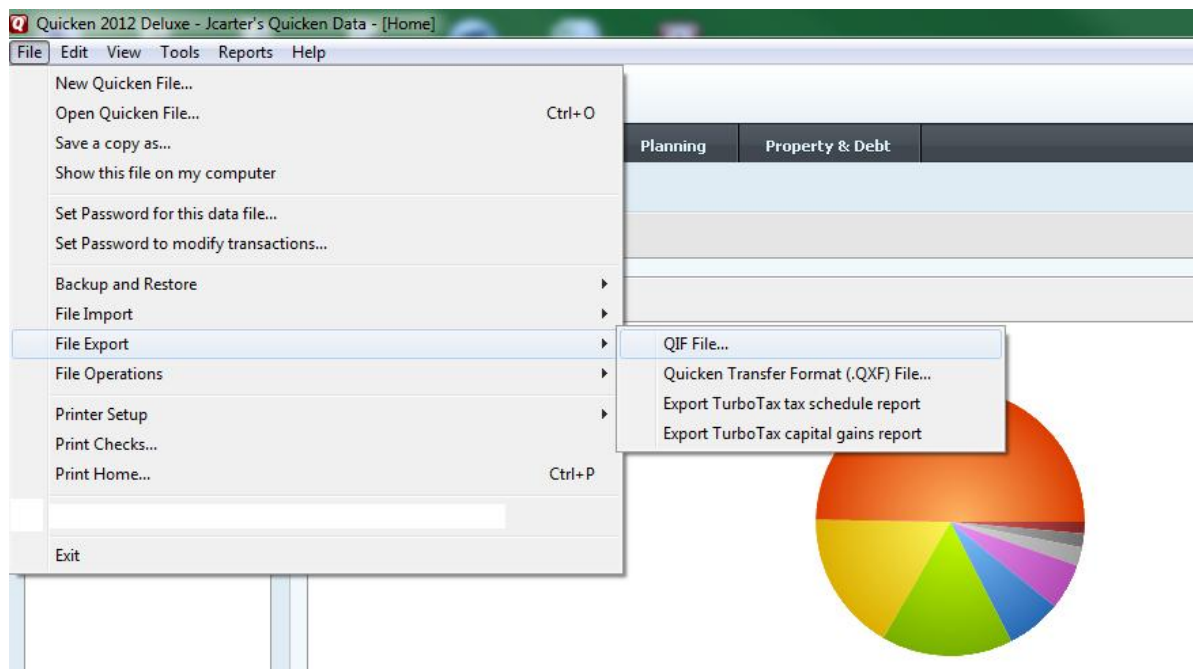 Quicken 2012 Deluxe - Jcarter's Quicken Data - [Home]
File Edit View Tools Reports Help
New Quicken File...
Open Quicken File... Ctrl+O
Save a copy as...
Show this file on my computer
Set Password for this data file...
Set Password to modify transactions...
Backup and Restore
File Import
File Export
File Operations
Printer Setup
Print Checks...
Print Home... Ctrl+P
Exit
Planning Property & Debt
QIF File...
Quicken Transfer Format (.QXF) File...
Export TurboTax tax schedule report
Export TurboTax capital gains report